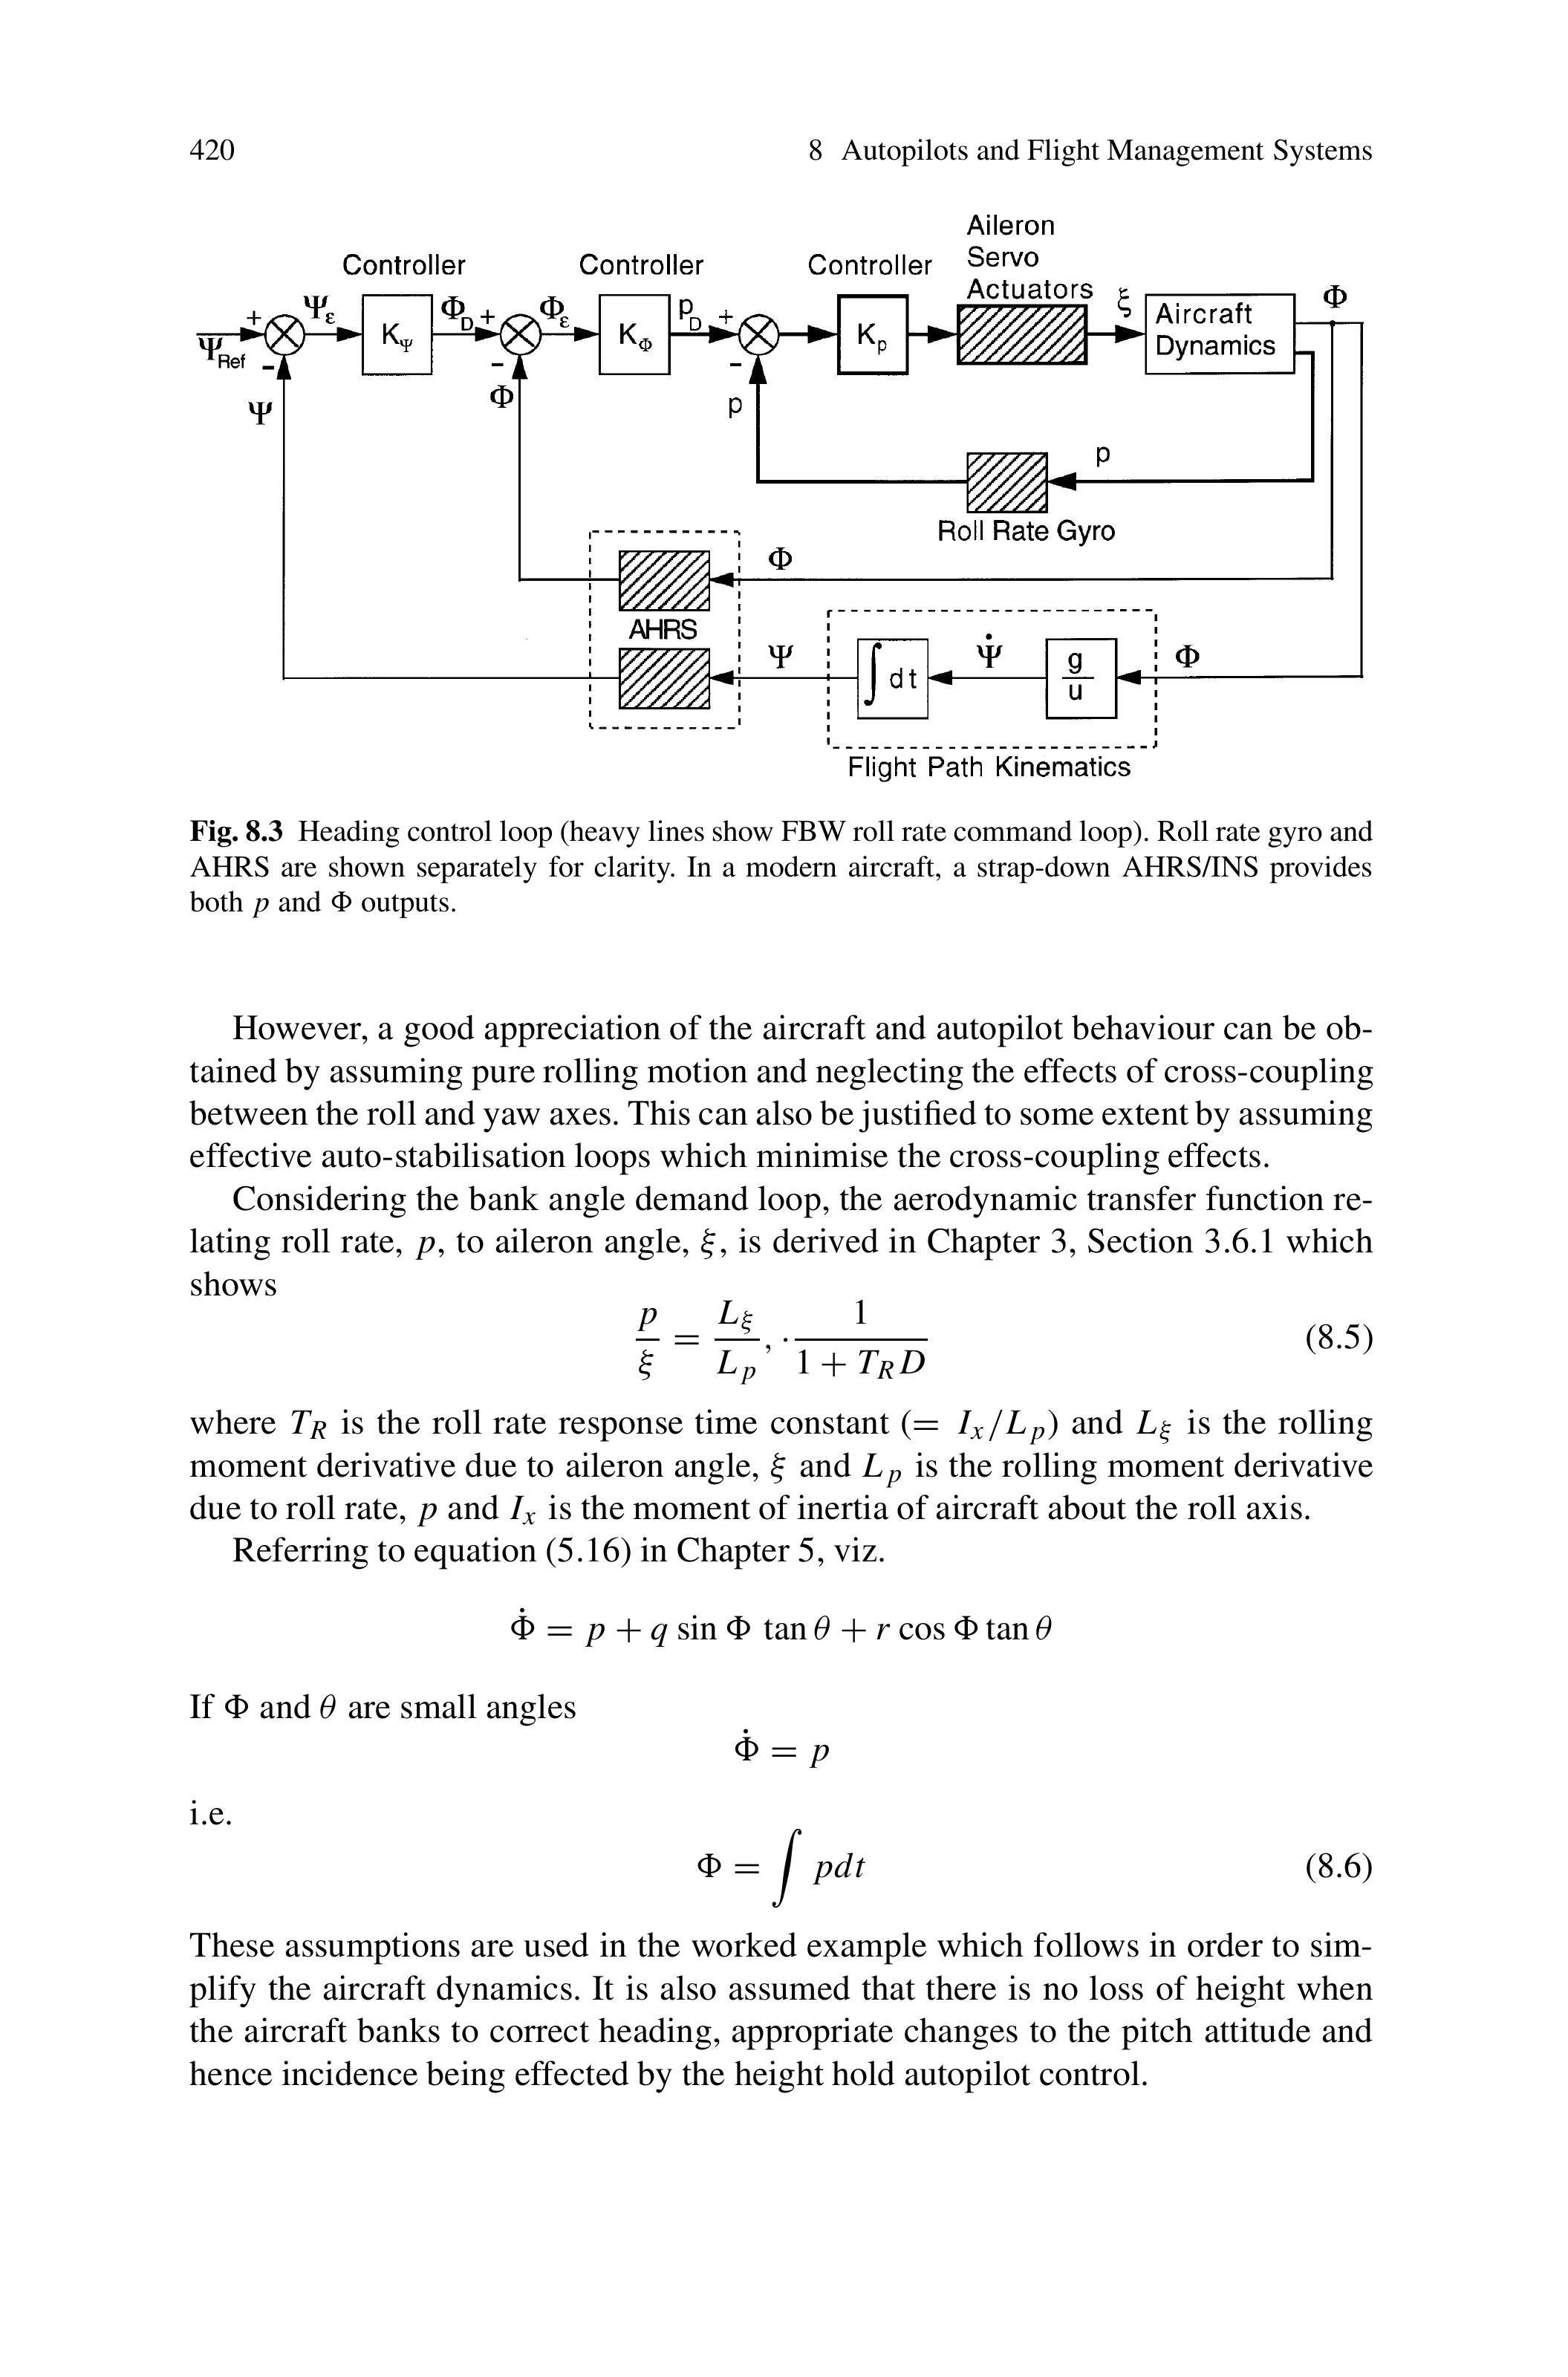 420
8 Autopilots and Flight Management Systems
Aileron
Servo
Actuators
Controller
Controller
Controller
+
Ψε
KΨ
ΦD
+
Φε
KΦ
pD
+
Kp
ξ
Aircraft
Dynamics
Φ
ΨRef
-
-
-
Ψ
Φ
p
p
Roll Rate Gyro
Φ
AHRS
Ψ
∫dt
Ψ̇
g
u
Φ
Flight Path Kinematics
Fig. 8.3 Heading control loop (heavy lines show FBW roll rate command loop). Roll rate gyro and
AHRS are shown separately for clarity. In a modern aircraft, a strap-down AHRS/INS provides
both p and Φ outputs.
However, a good appreciation of the aircraft and autopilot behaviour can be ob-
tained by assuming pure rolling motion and neglecting the effects of cross-coupling
between the roll and yaw axes. This can also be justified to some extent by assuming
effective auto-stabilisation loops which minimise the cross-coupling effects.
Considering the bank angle demand loop, the aerodynamic transfer function re-
lating roll rate, p, to aileron angle, ξ, is derived in Chapter 3, Section 3.6.1 which
shows
p/ξ = Lξ/Lp, · 1/(1 + TRD) (8.5)
where TR is the roll rate response time constant (= Ix/Lp) and Lξ is the rolling
moment derivative due to aileron angle, ξ and Lp is the rolling moment derivative
due to roll rate, p and Ix is the moment of inertia of aircraft about the roll axis.
Referring to equation (5.16) in Chapter 5, viz.
Φ̇ = p + q sin Φ tan θ + r cos Φ tan θ
If Φ and θ are small angles
Φ̇ = p
i.e.
Φ = ∫ pdt (8.6)
These assumptions are used in the worked example which follows in order to sim-
plify the aircraft dynamics. It is also assumed that there is no loss of height when
the aircraft banks to correct heading, appropriate changes to the pitch attitude and
hence incidence being effected by the height hold autopilot control.